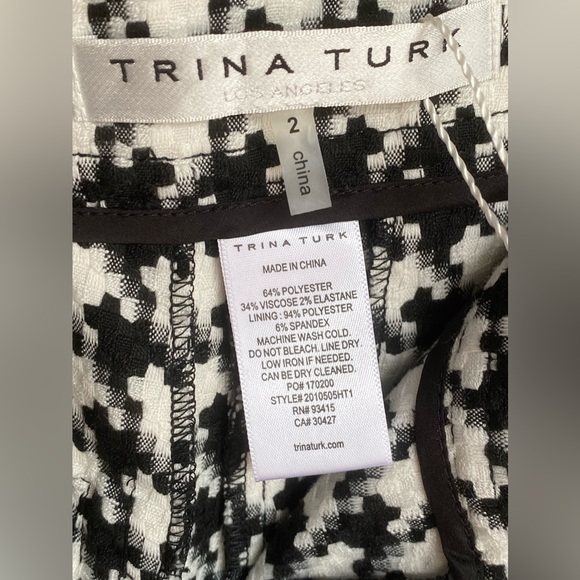 TRINA TURK
LOS ANGELES
2
china
TRINA TURK
MADE IN CHINA
64% POLYESTER
34% VISCOSE 2% ELASTANE
LINING : 94% POLYESTER
6% SPANDEX
MACHINE WASH COLD.
DO NOT BLEACH. LINE DRY.
LOW IRON IF NEEDED.
CAN BE DRY CLEANED.
PO# 170200
STYLE# 2010505HT1
RN# 93415
CA# 30427
trinaturk.com